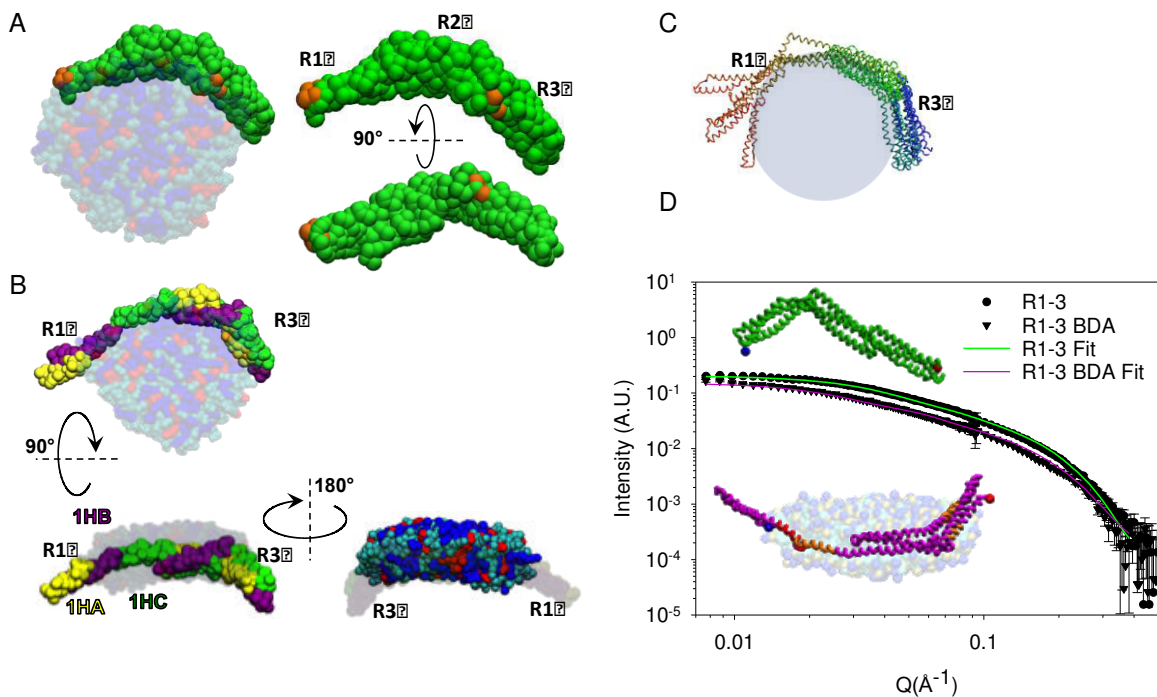 A
R1
R2
R3
90°
B
R1
R3
90°
1HB
R1
R3
1HA
1HC
180°
R3
R1
C
R1
R3
D
R1-3
R1-3 BDA
R1-3 Fit
R1-3 BDA Fit
10¹
10⁰
10⁻¹
10⁻²
10⁻³
10⁻⁴
10⁻⁵
Intensity (A.U.)
0.01
0.1
Q(Å⁻¹)